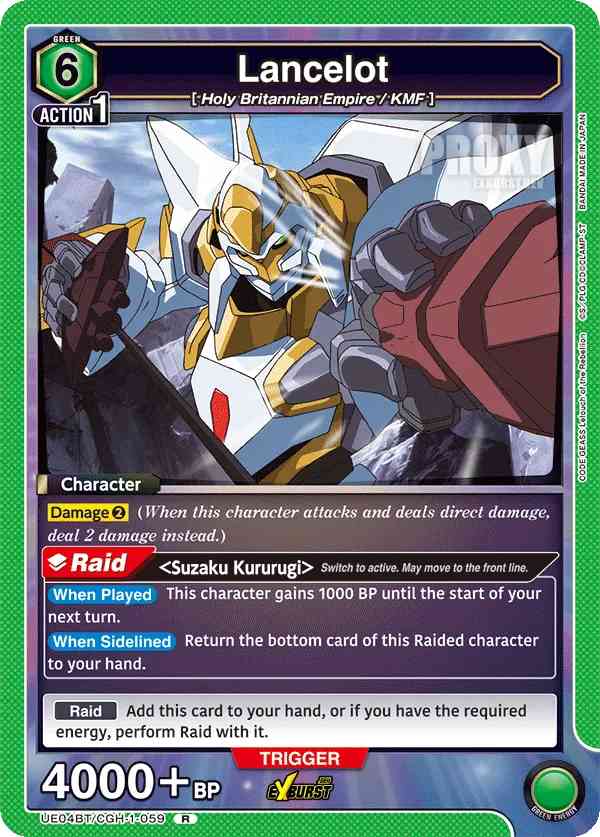 GREEN
6
Lancelot
[ Holy Britannian Empire / KMF ]
ACTION 1
PROXY
BANDAI MADE IN JAPAN
©S/PLG CD©CLAMP・ST
CODE GEASS Lelouch of the Rebellion
Character
Damage 2 (When this character attacks and deals direct damage,
deal 2 damage instead.)
Raid <Suzaku Kururugi> Switch to active. May move to the front line.
When Played This character gains 1000 BP until the start of your
next turn.
When Sidelined Return the bottom card of this Raided character
to your hand.
Raid Add this card to your hand, or if you have the required
energy, perform Raid with it.
TRIGGER
4000+ BP
EXBURST
UE04BT/CGH-1-059 R